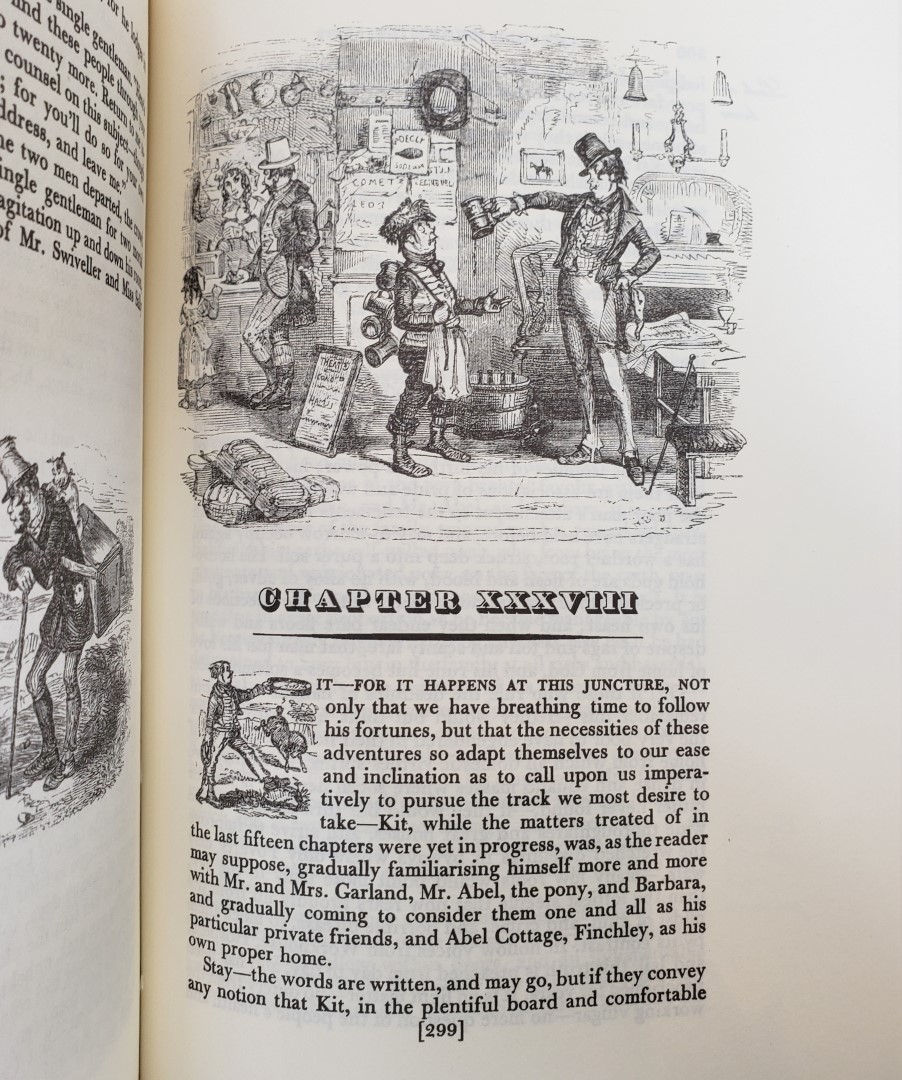 single gentleman.
and these people through
twenty more. Return to
counsel on this subject
; for you'll do so for
address, and leave me."
the two men departed, the
single gentleman for two
agitation up and down his
of Mr. Swiveller and Miss
COMET
CHAPTER XXXVIII
IT—FOR IT HAPPENS AT THIS JUNCTURE, NOT
only that we have breathing time to follow
his fortunes, but that the necessities of these
adventures so adapt themselves to our ease
and inclination as to call upon us impera-
tively to pursue the track we most desire to
take—Kit, while the matters treated of in
the last fifteen chapters were yet in progress, was, as the reader
may suppose, gradually familiarising himself more and more
with Mr. and Mrs. Garland, Mr. Abel, the pony, and Barbara,
and gradually coming to consider them one and all as his
particular private friends, and Abel Cottage, Finchley, as his
own proper home.
Stay—the words are written, and may go, but if they convey
any notion that Kit, in the plentiful board and comfortable
[299]